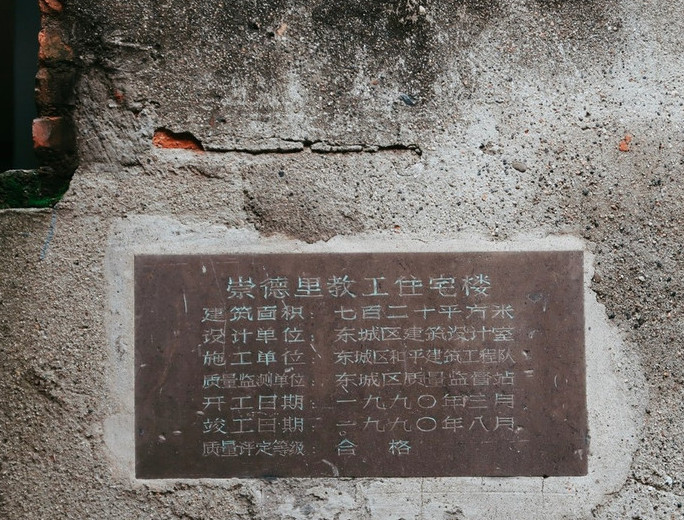 崇德里教工住宅楼
建筑面积：七百二十平方米
设计单位：东城区建筑设计室
施工单位：东城区和平建筑工程队
质量监测单位：东城区质量监督站
开工日期：一九九〇年三月
竣工日期：一九九〇年八月
质量评定等级：合 格